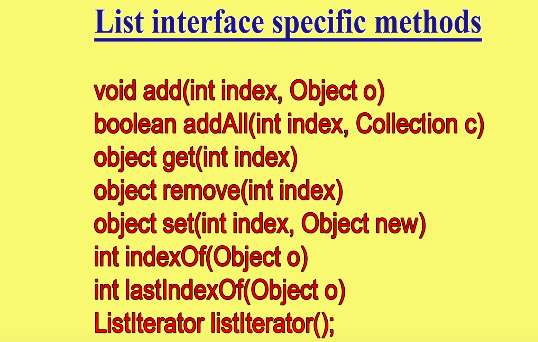 List interface specific methods
void add(int index, Object o)
boolean addAll(int index, Collection c)
object get(int index)
object remove(int index)
object set(int index, Object new)
int indexOf(Object o)
int lastIndexOf(Object o)
ListIterator listIterator();